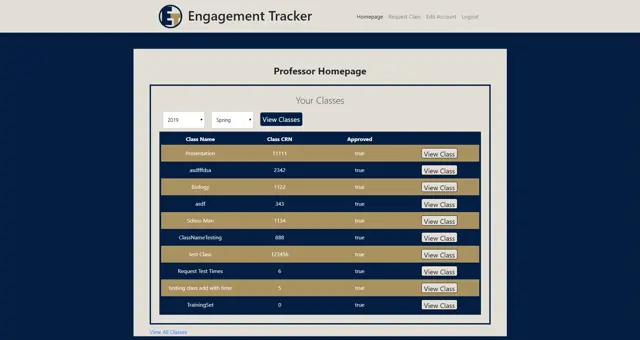 Engagement Tracker
Homepage Request Class Edit Account Logout
Professor Homepage
Your Classes
2019 Spring View Classes
Class Name Class CRN Approved
Presentation 11111 true View Class
asdffffdsa 2342 true View Class
Biology 1122 true View Class
asdf 343 true View Class
1134 true View Class
ClassNameTesting 888 true View Class
test Class 123456 true View Class
Request Test Times 6 true View Class
testing class add with time 5 true View Class
TrainingSet 0 true View Class
View All Classes